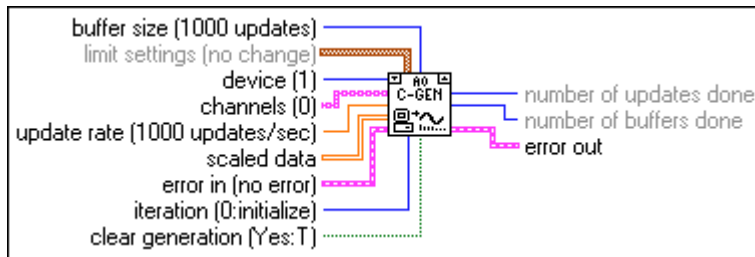 buffer size (1000 updates)
limit settings (no change)
device (1)
channels (0)
update rate (1000 updates/sec)
scaled data
error in (no error)
iteration (0:initialize)
clear generation (Yes:T)
AO
C-GEN
number of updates done
number of buffers done
error out